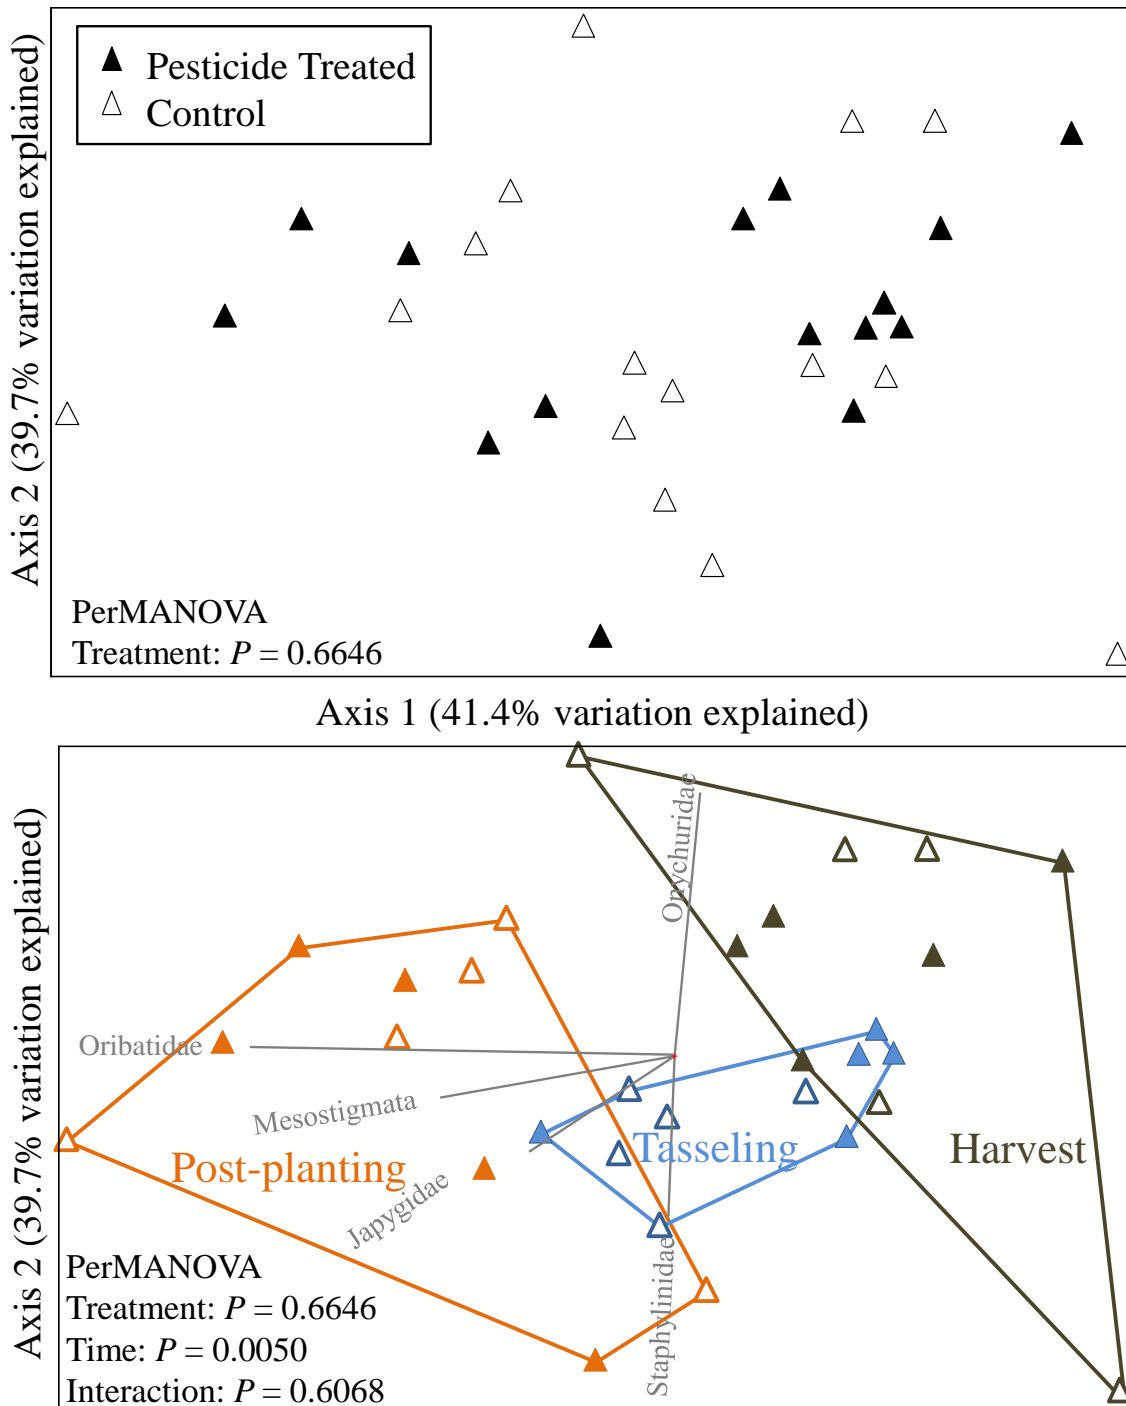 Pesticide Treated
Control
Axis 2 (39.7% variation explained)
PerMANOVA
Treatment: P = 0.6646
Axis 1 (41.4% variation explained)
Axis 2 (39.7% variation explained)
Onychuridae
Oribatidae
Mesostigmata
Post-planting
Tasseling
Harvest
Japygidae
Staphylinidae
PerMANOVA
Treatment: P = 0.6646
Time: P = 0.0050
Interaction: P = 0.6068